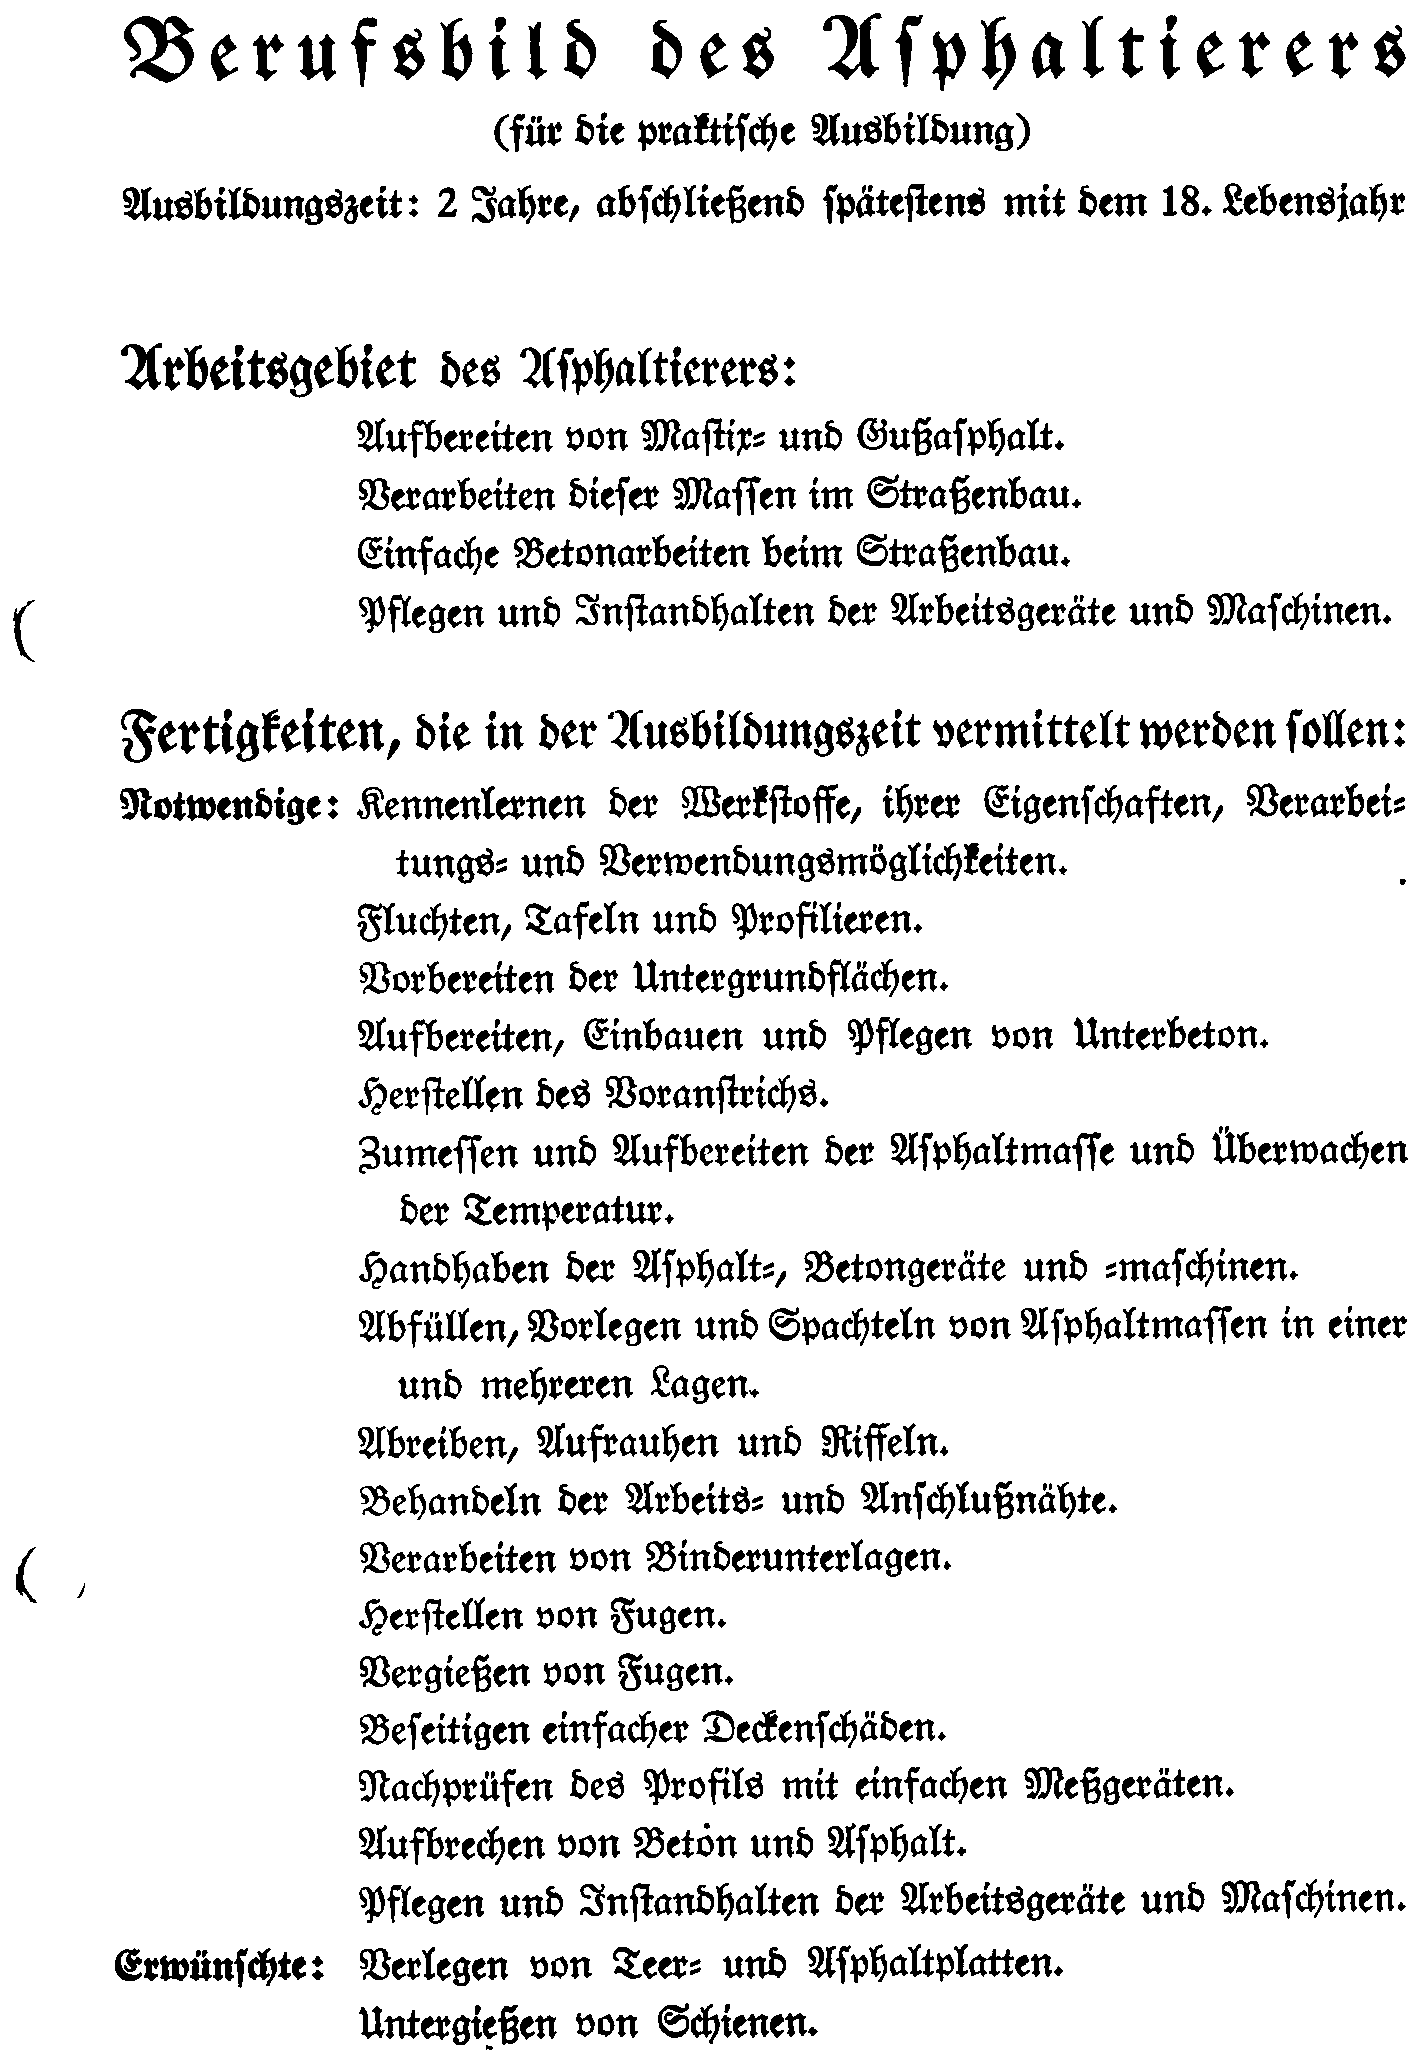 Berufsbild des Asphaltierers
(für die praktische Ausbildung)
Ausbildungszeit: 2 Jahre, abschließend spätestens mit dem 18. Lebensjahr
Arbeitsgebiet des Asphaltierers:
Aufbereiten von Mastix- und Gußasphalt.
Verarbeiten dieser Massen im Straßenbau.
Einfache Betonarbeiten beim Straßenbau.
Pflegen und Instandhalten der Arbeitsgeräte und Maschinen.
Fertigkeiten, die in der Ausbildungszeit vermittelt werden sollen:
Notwendige: Kennenlernen der Werkstoffe, ihrer Eigenschaften, Verarbei-
tungs- und Verwendungsmöglichkeiten.
Fluchten, Tafeln und Profilieren.
Vorbereiten der Untergrundflächen.
Aufbereiten, Einbauen und Pflegen von Unterbeton.
Herstellen des Voranstrichs.
Zumessen und Aufbereiten der Asphaltmasse und Überwachen
der Temperatur.
Handhaben der Asphalt-, Betongeräte und -maschinen.
Abfüllen, Vorlegen und Spachteln von Asphaltmassen in einer
und mehreren Lagen.
Abreiben, Aufrauhen und Riffeln.
Behandeln der Arbeits- und Anschlußnähte.
Verarbeiten von Binderunterlagen.
Herstellen von Fugen.
Vergießen von Fugen.
Beseitigen einfacher Deckenschäden.
Nachprüfen des Profils mit einfachen Meßgeräten.
Aufbrechen von Beton und Asphalt.
Pflegen und Instandhalten der Arbeitsgeräte und Maschinen.
Erwünschte: Verlegen von Teer- und Asphaltplatten.
Untergießen von Schienen.